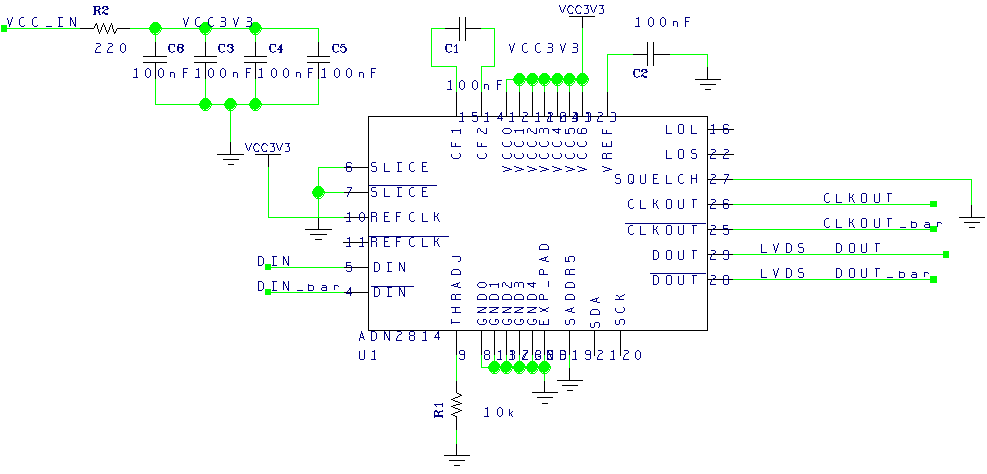 R2
VCC_IN
VCC3V3
220
C6
C3
C4
C5
100nF
100nF
100nF
100nF
C1
100nF
VCC3V3
VCC3V3
100nF
C2
CF1
CF2
VCC0
VCC1
VCC2
VCC3
VCC4
VCC5
VCC6
VREF
VCC3V3
6 SLICE
7 SLICE
10 REFCLK
11 REFCLK
DIN
5 DIN
DIN_bar
4 DIN
LOL 16
LOS 22
SQUELCH 27
CLKOUT 26
CLKOUT
CLKOUT 25
CLKOUT_bar
DOUT 29
LVDS DOUT
DOUT
LVDS DOUT_bar
THRADJ
GND0
GND1
GND2
GND3
GND4
EXP_PAD
SADDR5
SDA
SCK
ADN2814
U1
9
R1
10k